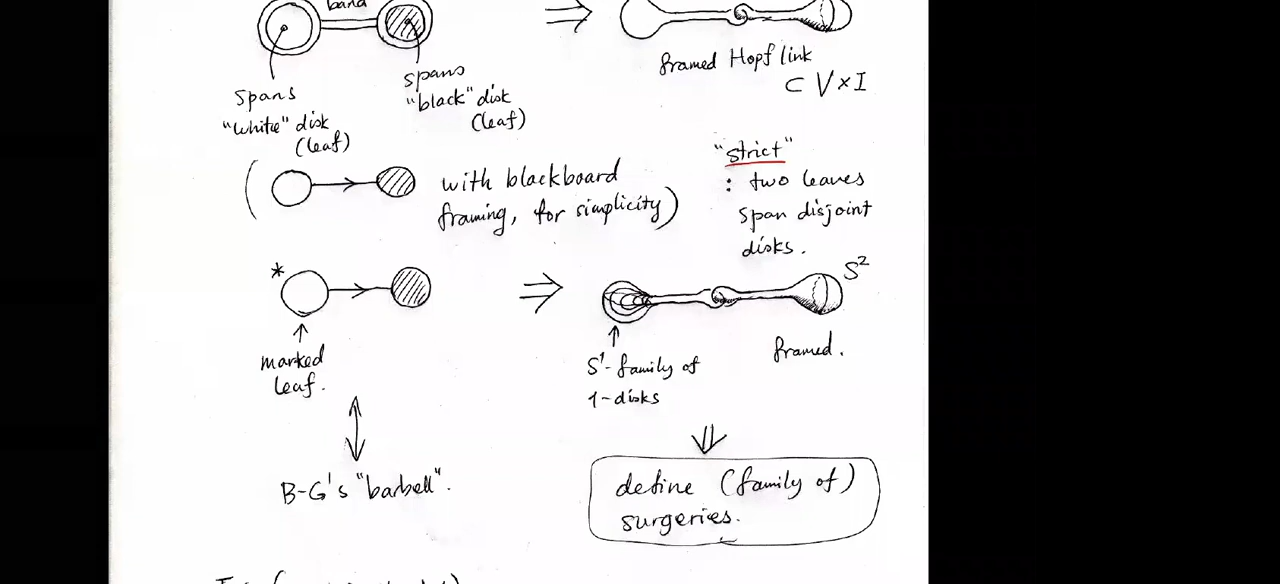 band
framed Hopf link
⊂ V×I
spans
"white" disk
(leaf)
spans
"black" disk
(leaf)
( with blackboard
framing, for simplicity)
"strict"
: two leaves
span disjoint
disks.
*
S²
marked
leaf.
S¹-family of
1-disks
framed.
B-G's "barbell".
define (family of)
surgeries.